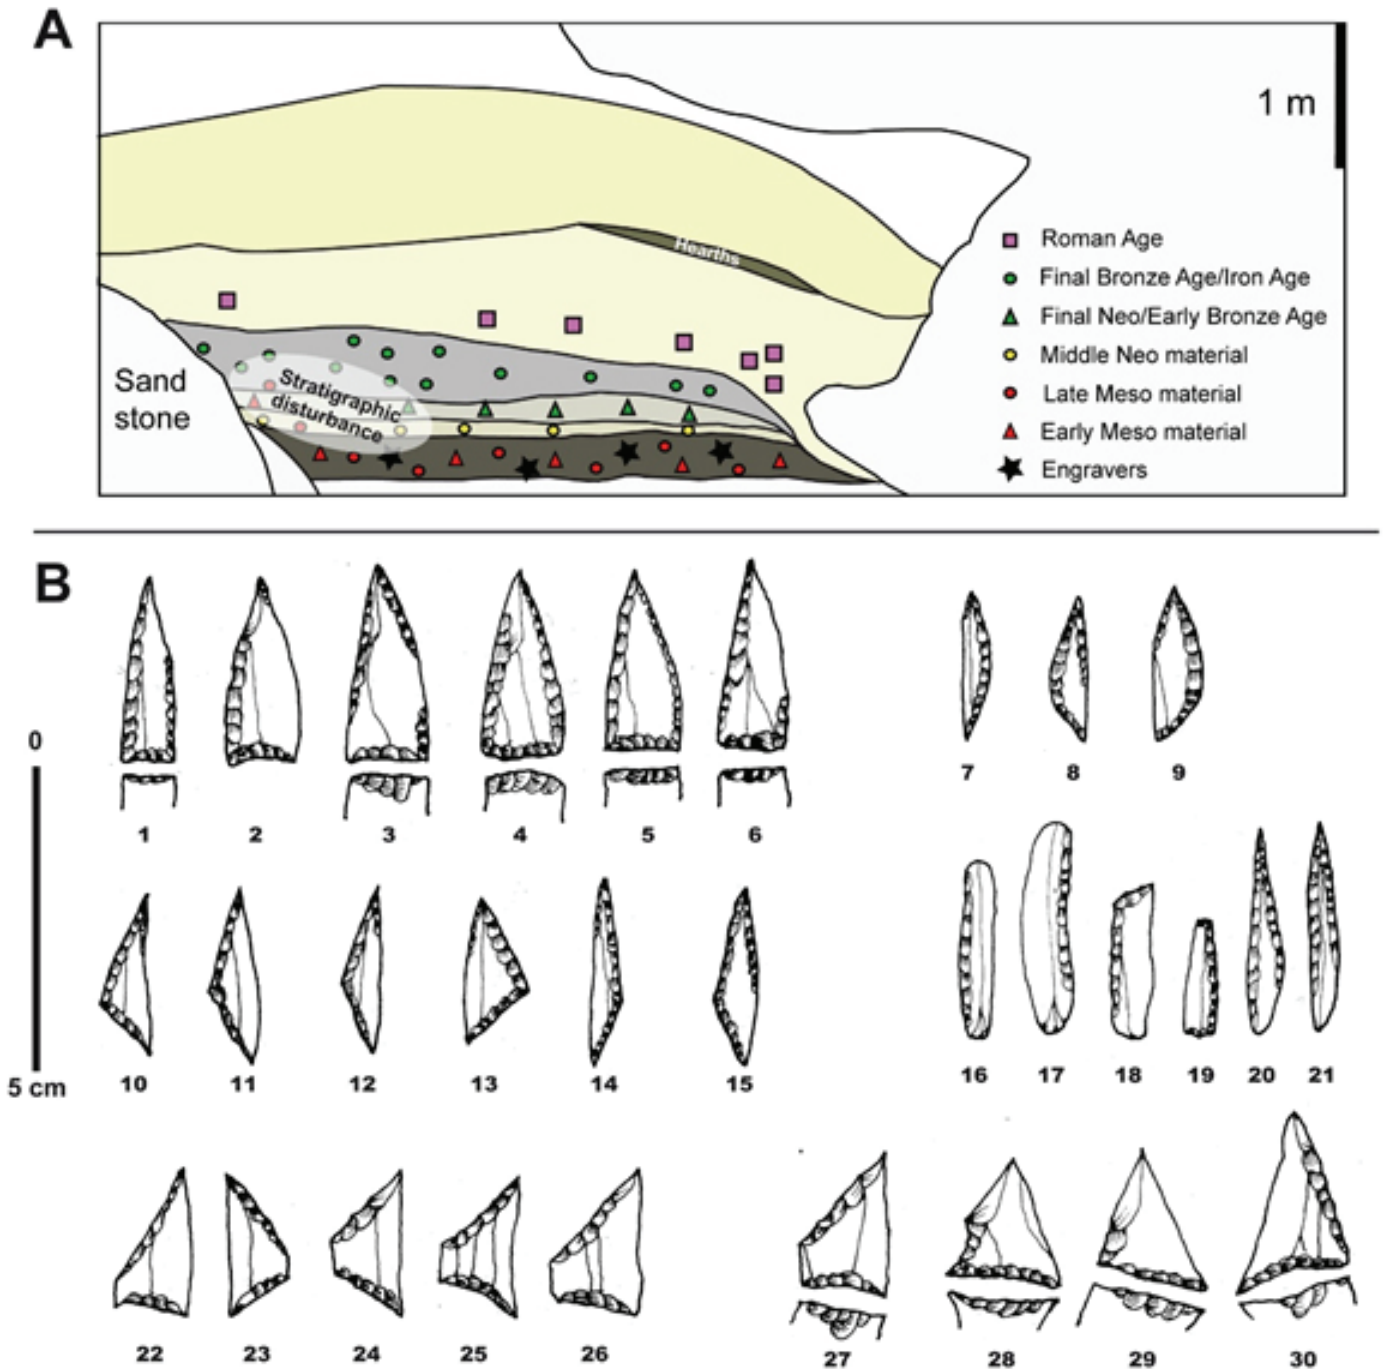 A
1 m
Hearths
Roman Age
Final Bronze Age/Iron Age
Final Neo/Early Bronze Age
Middle Neo material
Late Meso material
Early Meso material
Engravers
Sand
stone
Stratigraphic
disturbance
B
0
5 cm
1 2 3 4 5 6 7 8 9
10 11 12 13 14 15 16 17 18 19 20 21
22 23 24 25 26 27 28 29 30